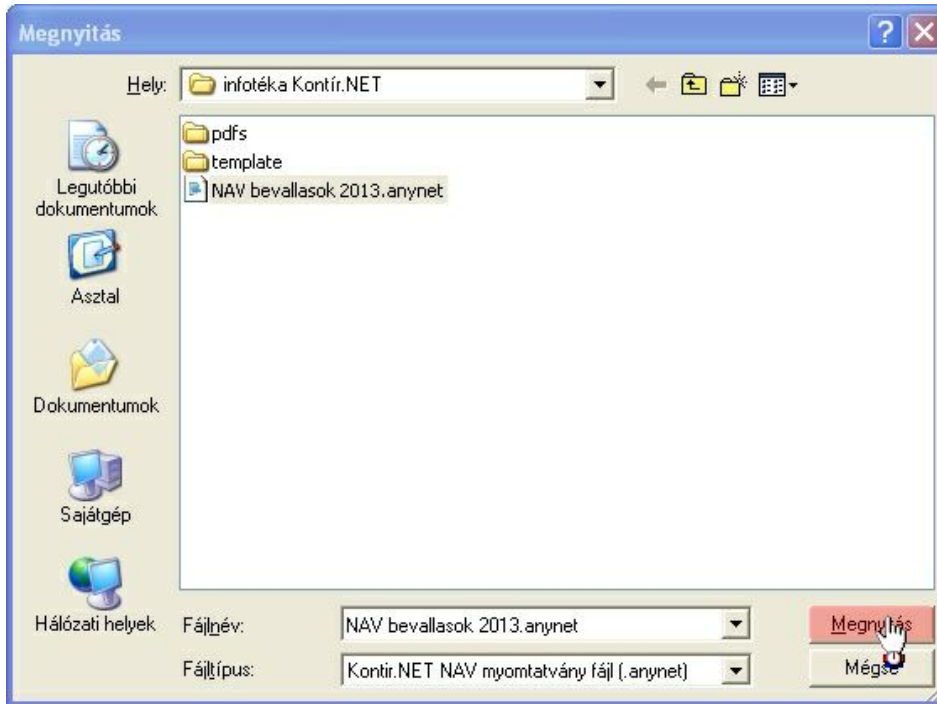 Megnyitás
Hely:
infotéka Kontír.NET
pdfs
template
NAV bevallasok 2013.anynet
Legutóbbi
dokumentumok
Asztal
Dokumentumok
Sajátgép
Hálózati helyek
Fájlnév:
NAV bevallasok 2013.anynet
Megnyitás
Fájltípus:
Kontir.NET NAV nyomtatvány fájl (.anynet)
Mégse